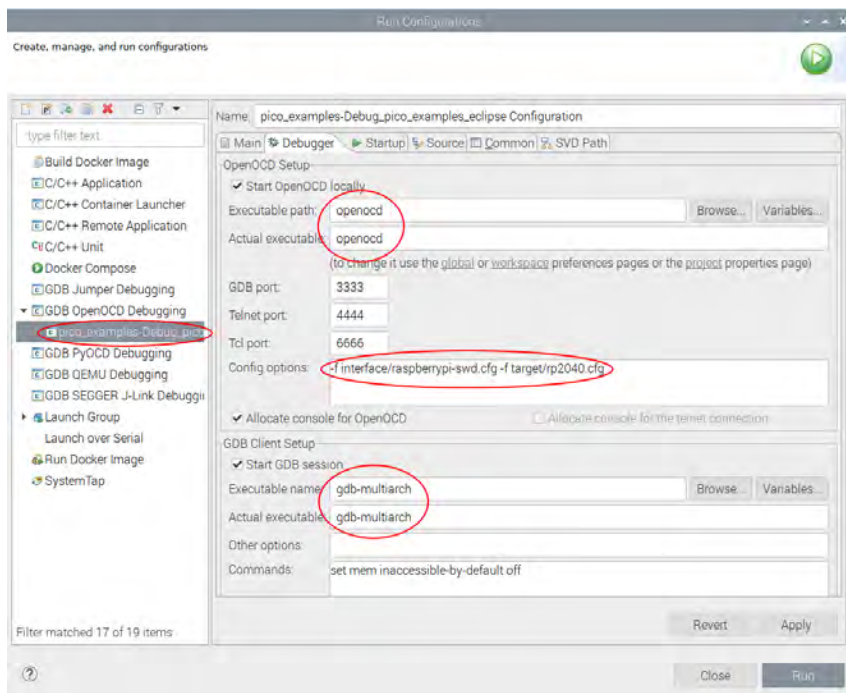 Run Configurations
Create, manage, and run configurations
type filter text
Build Docker Image
C/C++ Application
C/C++ Container Launcher
C/C++ Remote Application
C/C++ Unit
Docker Compose
GDB Jumper Debugging
GDB OpenOCD Debugging
pico_examples-Debug_pico
GDB PyOCD Debugging
GDB QEMU Debugging
GDB SEGGER J-Link Debuggi
Launch Group
Launch over Serial
Run Docker Image
SystemTap
Filter matched 17 of 19 items
Name: pico_examples-Debug_pico_examples_eclipse Configuration
Main Debugger Startup Source Common SVD Path
OpenOCD Setup
Start OpenOCD locally
Executable path: openocd Browse... Variables...
Actual executable: openocd
(to change it use the global or workspace preferences pages or the project properties page)
GDB port: 3333
Telnet port: 4444
Tcl port: 6666
Config options: -f interface/raspberrypi-swd.cfg -f target/rp2040.cfg
Allocate console for OpenOCD Allocate console for the telnet connection
GDB Client Setup
Start GDB session
Executable name: gdb-multiarch Browse... Variables...
Actual executable: gdb-multiarch
Other options:
Commands: set mem inaccessible-by-default off
Revert Apply
Close Run